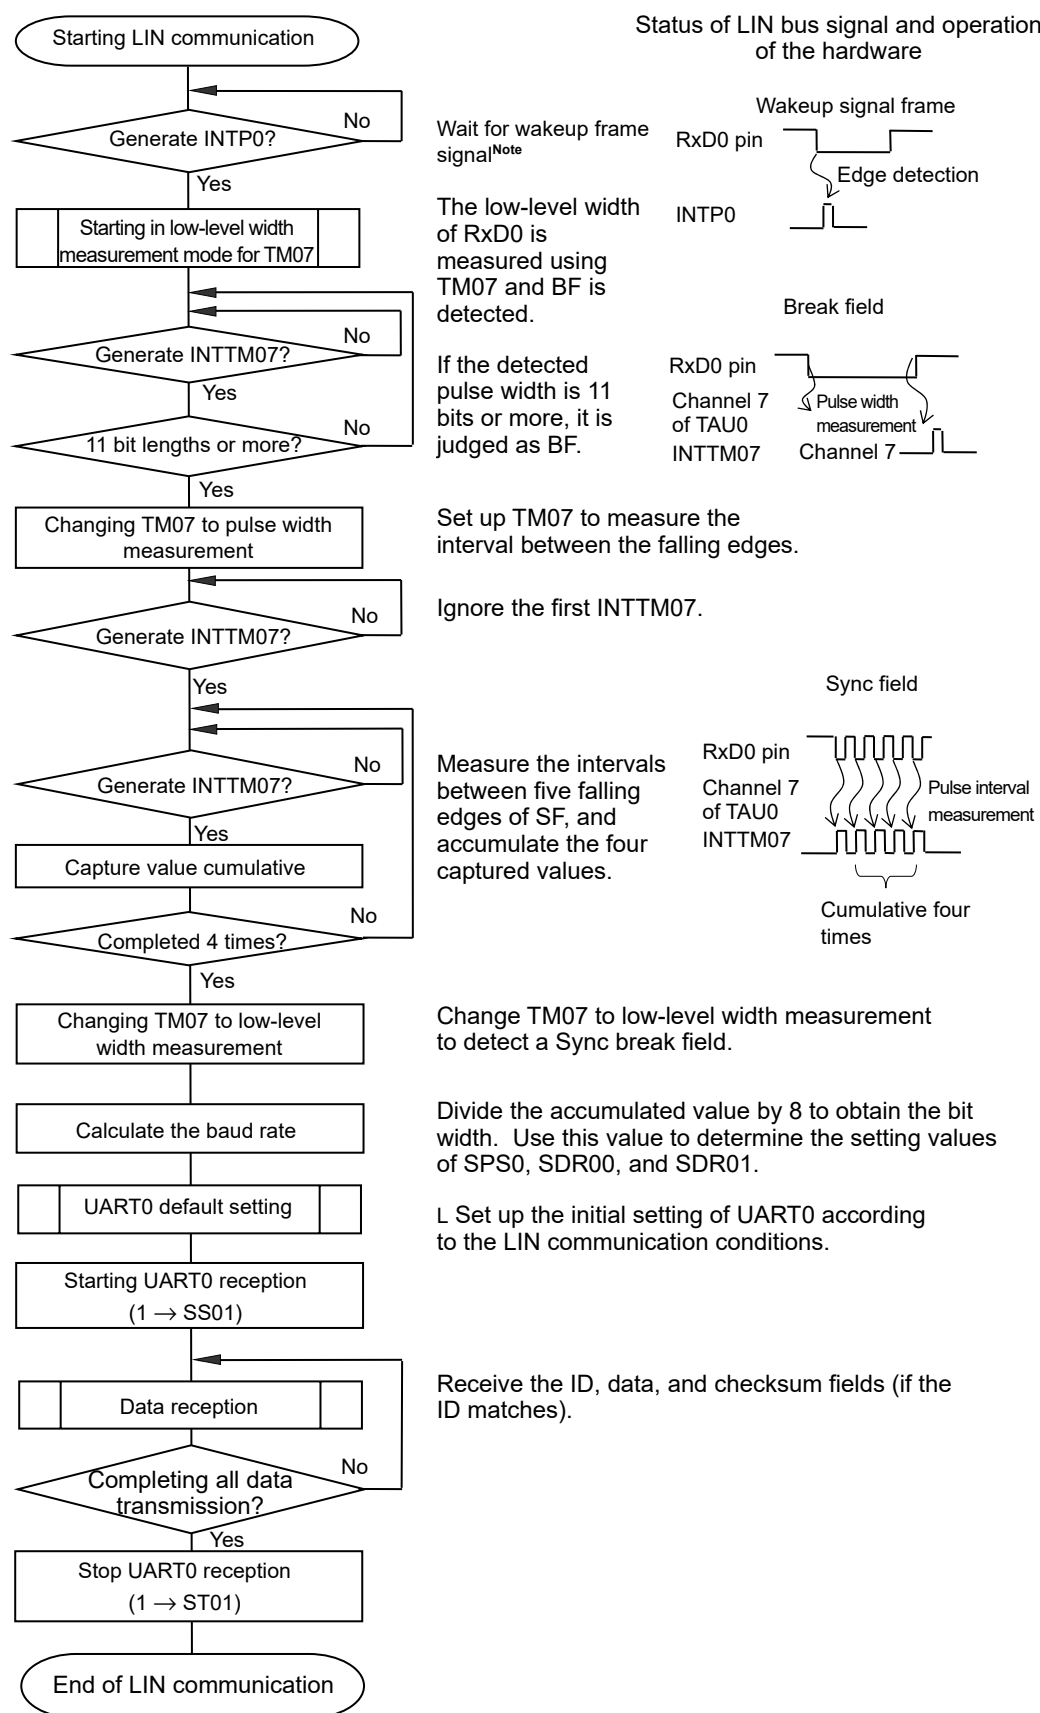 Status of LIN bus signal and operation
of the hardware
Starting LIN communication
Generate INTP0?
No
Yes
Wait for wakeup frame
signalNote
Wakeup signal frame
RxD0 pin
Edge detection
INTP0
Starting in low-level width
measurement mode for TM07
The low-level width
of RxD0 is
measured using
TM07 and BF is
detected.
Generate INTTM07?
No
Yes
11 bit lengths or more?
No
Yes
If the detected
pulse width is 11
bits or more, it is
judged as BF.
Break field
RxD0 pin
Channel 7
of TAU0
INTTM07
Pulse width
measurement
Channel 7
Changing TM07 to pulse width
measurement
Set up TM07 to measure the
interval between the falling edges.
Generate INTTM07?
No
Yes
Ignore the first INTTM07.
Generate INTTM07?
No
Yes
Capture value cumulative
Completed 4 times?
No
Yes
Measure the intervals
between five falling
edges of SF, and
accumulate the four
captured values.
Sync field
RxD0 pin
Channel 7
of TAU0
INTTM07
Pulse interval
measurement
Cumulative four
times
Changing TM07 to low-level
width measurement
Change TM07 to low-level width measurement
to detect a Sync break field.
Calculate the baud rate
Divide the accumulated value by 8 to obtain the bit
width.  Use this value to determine the setting values
of SPS0, SDR00, and SDR01.
UART0 default setting
L Set up the initial setting of UART0 according
to the LIN communication conditions.
Starting UART0 reception
(1 → SS01)
Data reception
Receive the ID, data, and checksum fields (if the
ID matches).
Completing all data
transmission?
No
Yes
Stop UART0 reception
(1 → ST01)
End of LIN communication